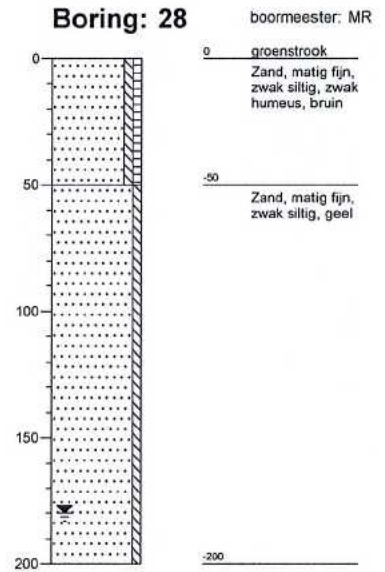 Boring: 28
boormeester: MR
0
0
groenstrook
Zand, matig fijn,
zwak siltig, zwak
humeus, bruin
50
-50
Zand, matig fijn,
zwak siltig, geel
100
150
200
-200